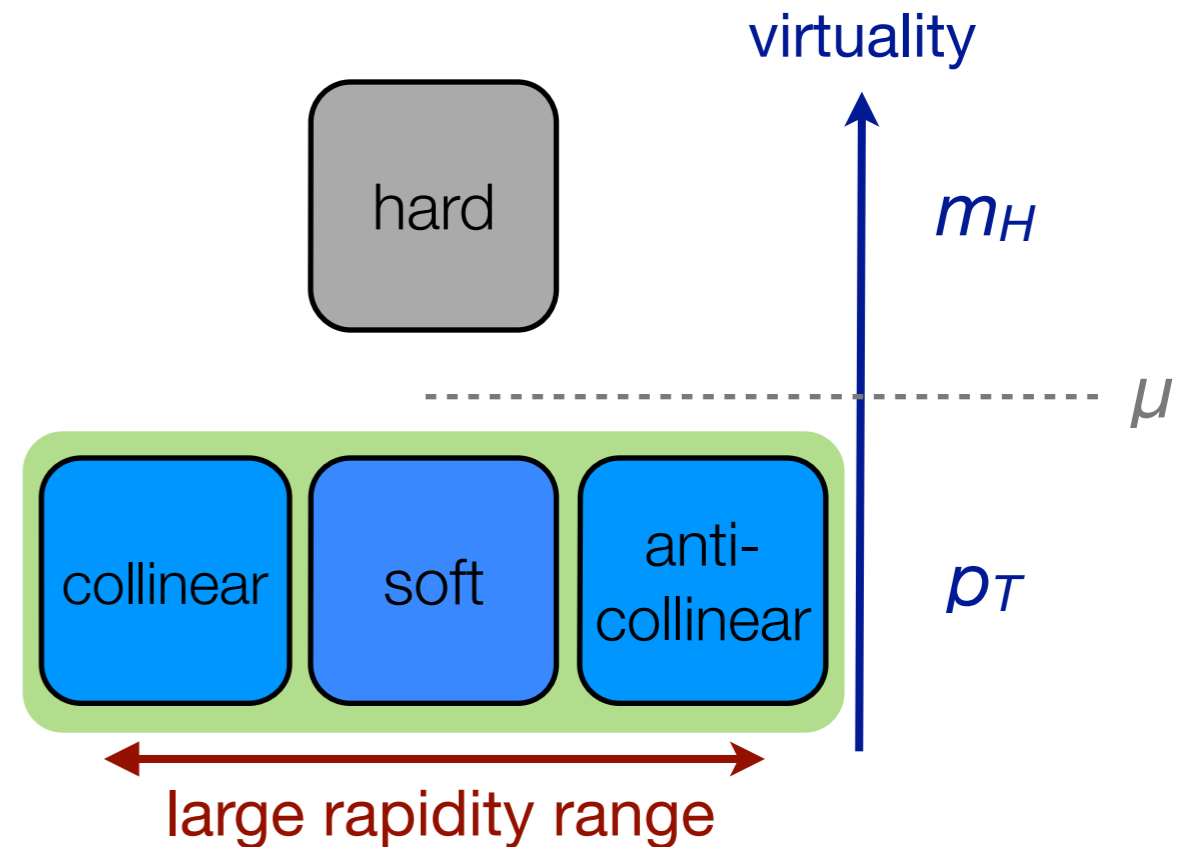 virtuality
hard
m_H
μ
collinear
soft
anti-
collinear
p_T
large rapidity range